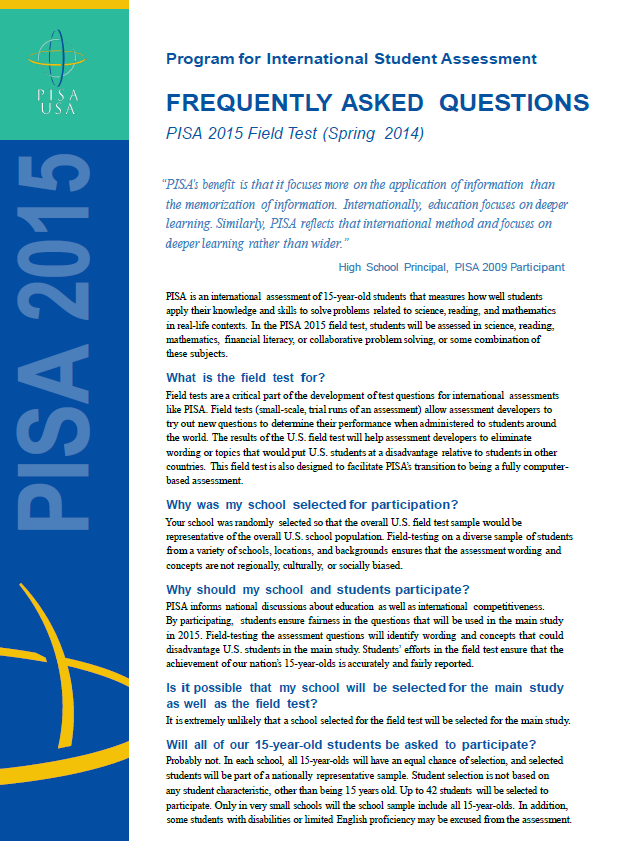 PISA
USA
PISA 2015
Program for International Student Assessment
FREQUENTLY ASKED QUESTIONS
PISA 2015 Field Test (Spring 2014)
“PISA’s benefit is that it focuses more on the application of information than
the memorization of information. Internationally, education focuses on deeper
learning. Similarly, PISA reflects that international method and focuses on
deeper learning rather than wider.”
High School Principal, PISA 2009 Participant
PISA is an international assessment of 15-year-old students that measures how well students
apply their knowledge and skills to solve problems related to science, reading, and mathematics
in real-life contexts. In the PISA 2015 field test, students will be assessed in science, reading,
mathematics, financial literacy, or collaborative problem solving, or some combination of
these subjects.
What is the field test for?
Field tests are a critical part of the development of test questions for international assessments
like PISA. Field tests (small-scale, trial runs of an assessment) allow assessment developers to
try out new questions to determine their performance when administered to students around
the world. The results of the U.S. field test will help assessment developers to eliminate
wording or topics that would put U.S. students at a disadvantage relative to students in other
countries. This field test is also designed to facilitate PISA’s transition to being a fully computer-
based assessment.
Why was my school selected for participation?
Your school was randomly selected so that the overall U.S. field test sample would be
representative of the overall U.S. school population. Field-testing on a diverse sample of students
from a variety of schools, locations, and backgrounds ensures that the assessment wording and
concepts are not regionally, culturally, or socially biased.
Why should my school and students participate?
PISA informs national discussions about education as well as international competitiveness.
By participating, students ensure fairness in the questions that will be used in the main study
in 2015. Field-testing the assessment questions will identify wording and concepts that could
disadvantage U.S. students in the main study. Students’ efforts in the field test ensure that the
achievement of our nation’s 15-year-olds is accurately and fairly reported.
Is it possible that my school will be selected for the main study
as well as the field test?
It is extremely unlikely that a school selected for the field test will be selected for the main study.
Will all of our 15-year-old students be asked to participate?
Probably not. In each school, all 15-year-olds will have an equal chance of selection, and selected
students will be part of a nationally representative sample. Student selection is not based on
any student characteristic, other than being 15 years old. Up to 42 students will be selected to
participate. Only in very small schools will the school sample include all 15-year-olds. In addition,
some students with disabilities or limited English proficiency may be excused from the assessment.